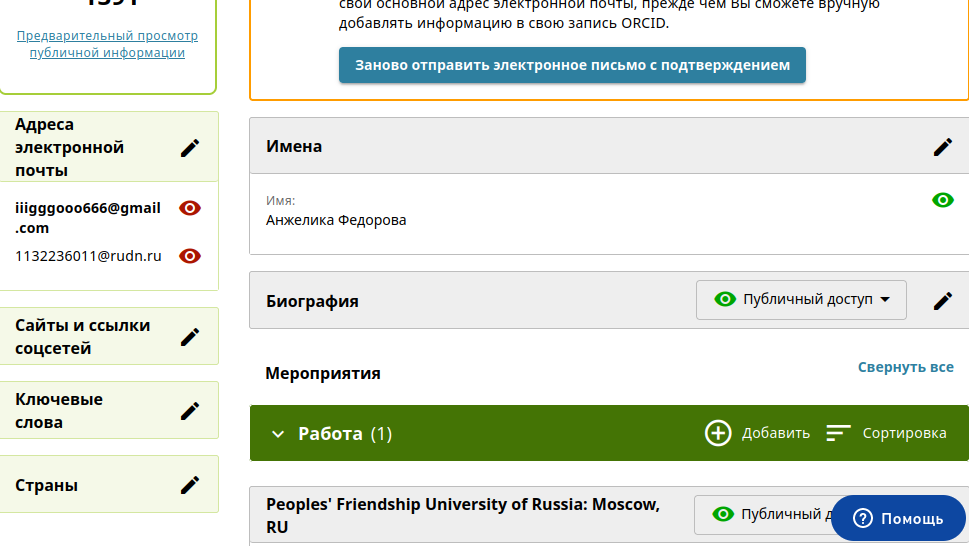 1391
Предварительный просмотр
публичной информации
свой основной адрес электронной почты, прежде чем Вы сможете вручную
добавлять информацию в свою запись ORCID.
Заново отправить электронное письмо с подтверждением
Адреса
электронной
почты
iiigggooo666@gmail
.com
1132236011@rudn.ru
Сайты и ссылки
соцсетей
Ключевые
слова
Страны
Имена
Имя:
Анжелика Федорова
Биография
Публичный доступ
Мероприятия
Свернуть все
Работа (1)
Добавить
Сортировка
Peoples' Friendship University of Russia: Moscow,
RU
Публичный д
Помощь